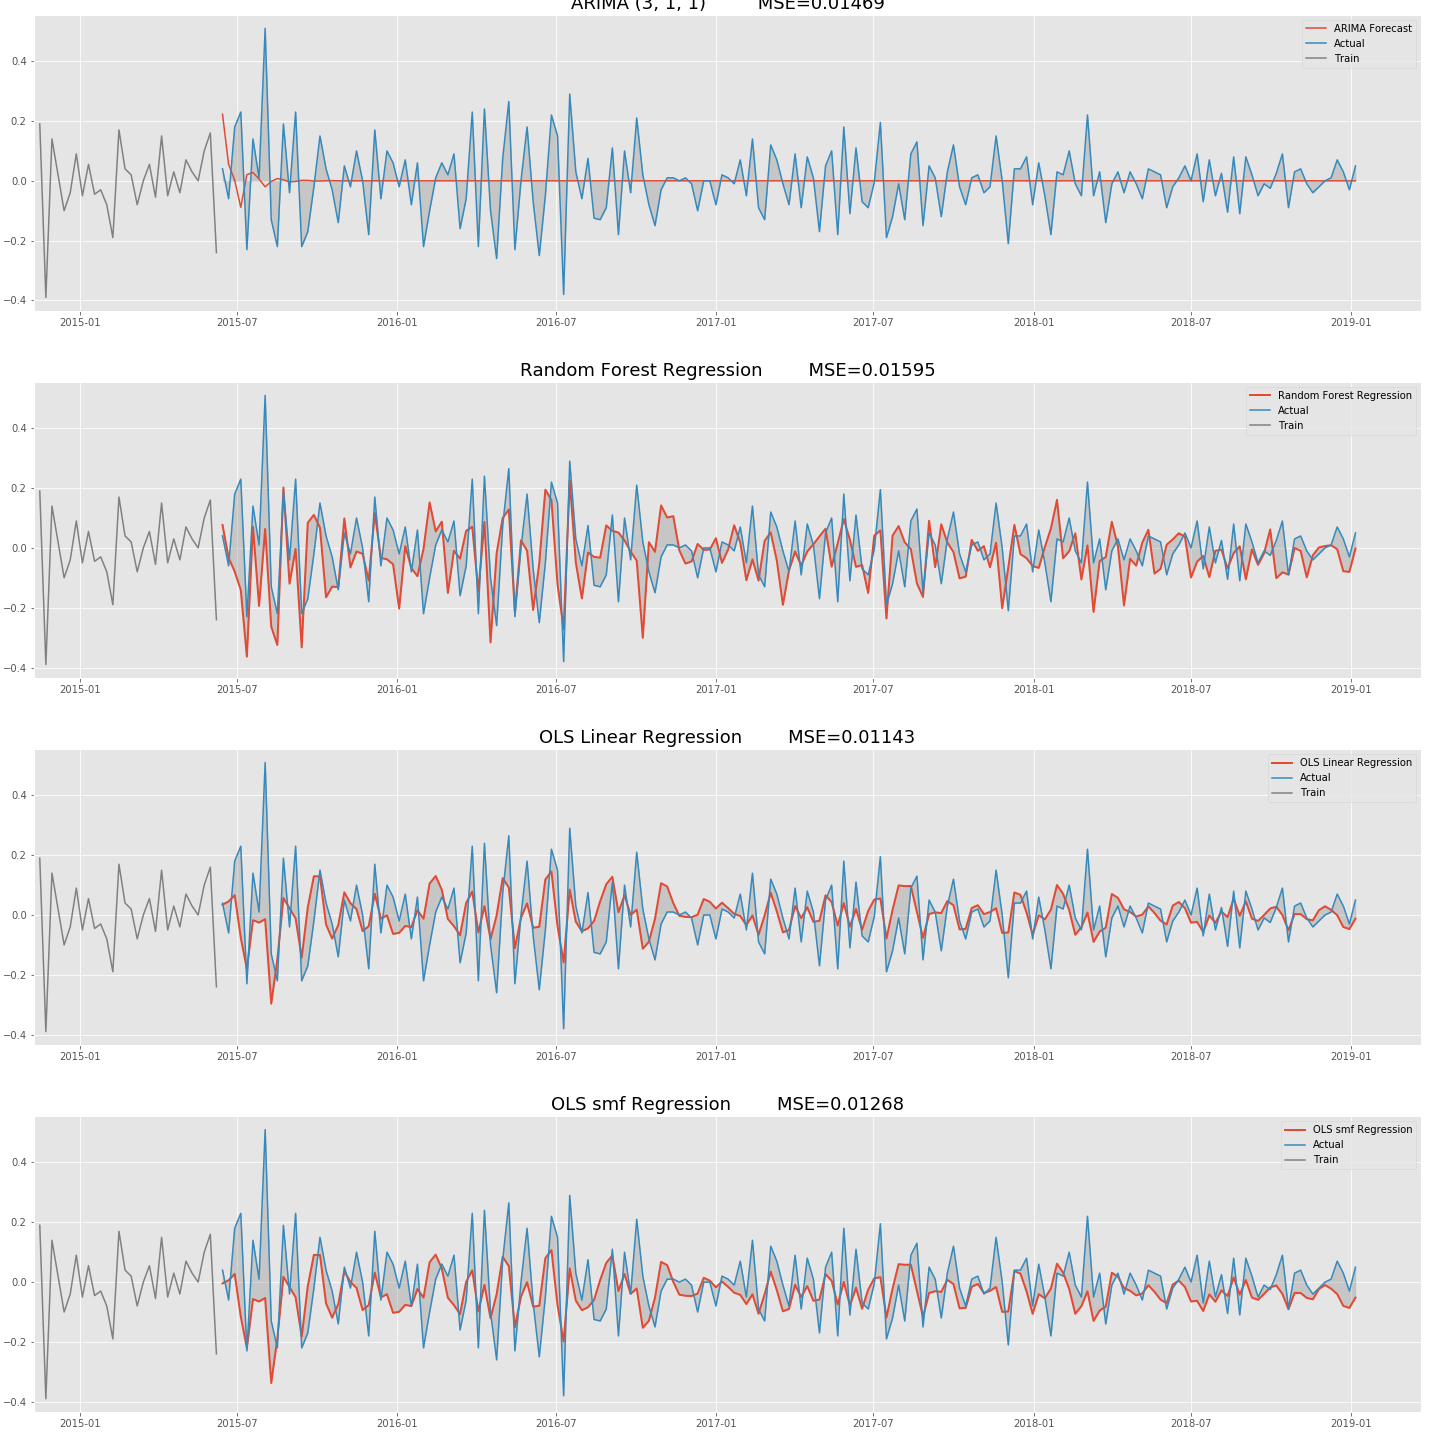 ARIMA (3, 1, 1) MSE=0.01469
ARIMA Forecast
Actual
Train
0.4
0.2
0.0
−0.2
−0.4
2015-01 2015-07 2016-01 2016-07 2017-01 2017-07 2018-01 2018-07 2019-01
Random Forest Regression MSE=0.01595
Random Forest Regression
Actual
Train
0.4
0.2
0.0
−0.2
−0.4
2015-01 2015-07 2016-01 2016-07 2017-01 2017-07 2018-01 2018-07 2019-01
OLS Linear Regression MSE=0.01143
OLS Linear Regression
Actual
Train
0.4
0.2
0.0
−0.2
−0.4
2015-01 2015-07 2016-01 2016-07 2017-01 2017-07 2018-01 2018-07 2019-01
OLS smf Regression MSE=0.01268
OLS smf Regression
Actual
Train
0.4
0.2
0.0
−0.2
−0.4
2015-01 2015-07 2016-01 2016-07 2017-01 2017-07 2018-01 2018-07 2019-01